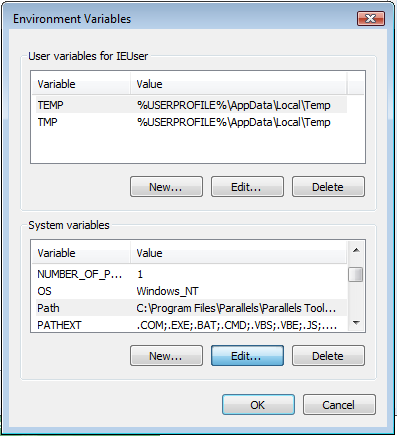 Environment Variables
User variables for IEUser
Variable Value
TEMP %USERPROFILE%\AppData\Local\Temp
TMP %USERPROFILE%\AppData\Local\Temp
New... Edit... Delete
System variables
Variable Value
NUMBER_OF_P... 1
OS Windows_NT
Path C:\Program Files\Parallels\Parallels Tool...
PATHEXT .COM;.EXE;.BAT;.CMD;.VBS;.VBE;.JS;....
New... Edit... Delete
OK Cancel